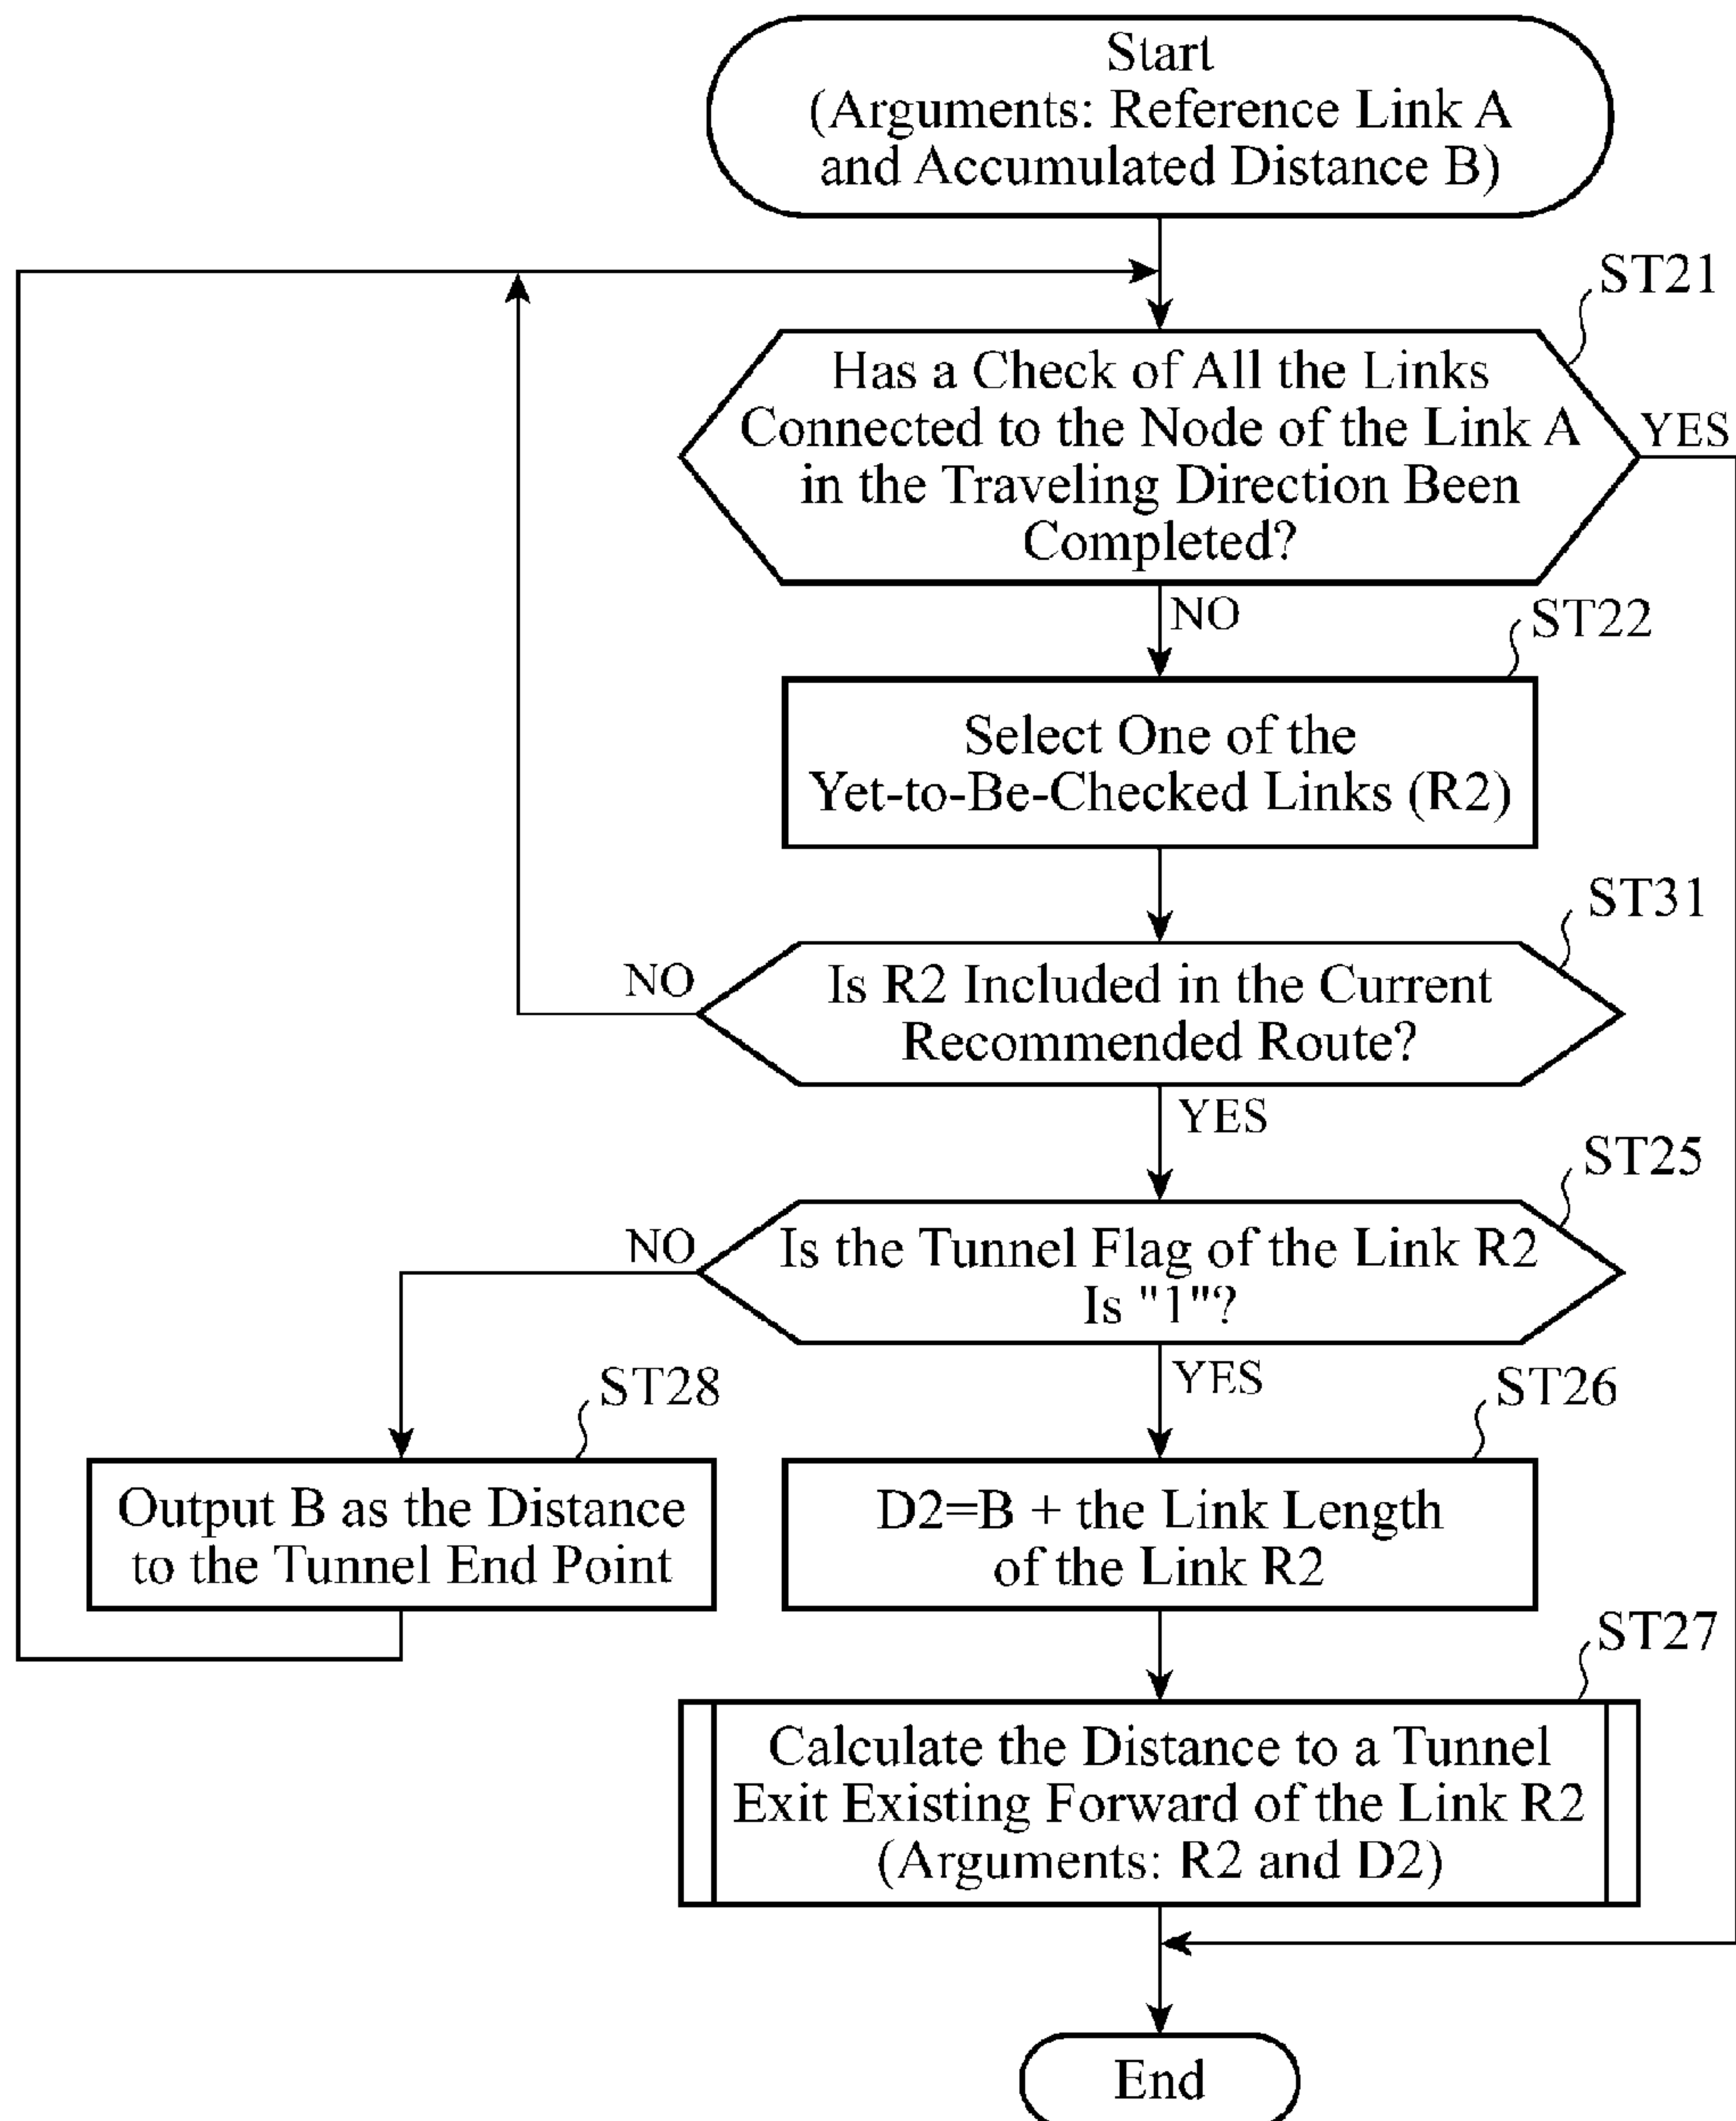 Start
(Arguments: Reference Link A
and Accumulated Distance B)
ST21
Has a Check of All the Links
Connected to the Node of the Link A
in the Traveling Direction Been
Completed?
YES
NO
ST22
Select One of the
Yet-to-Be-Checked Links (R2)
ST31
NO
Is R2 Included in the Current
Recommended Route?
YES
ST25
NO
Is the Tunnel Flag of the Link R2
Is "1"?
YES
ST28
ST26
Output B as the Distance
to the Tunnel End Point
D2=B + the Link Length
of the Link R2
ST27
Calculate the Distance to a Tunnel
Exit Existing Forward of the Link R2
(Arguments: R2 and D2)
End